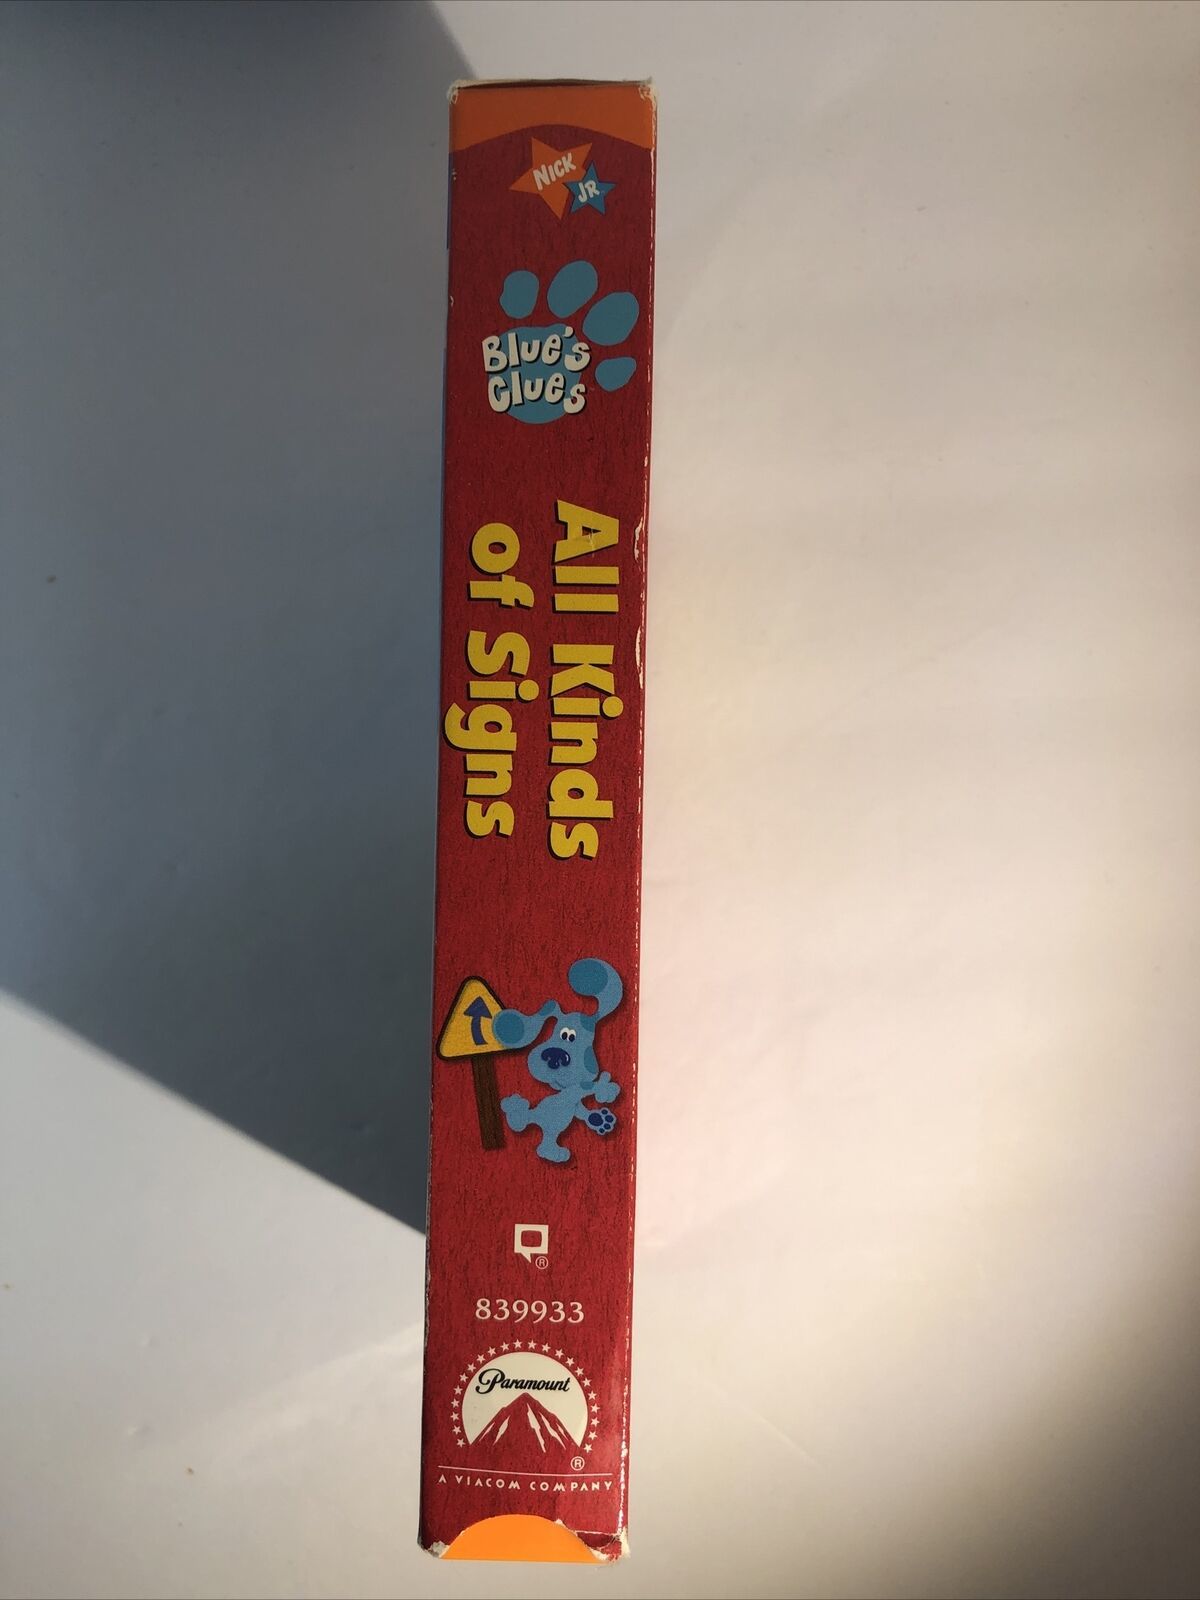 NICK
JR.
Blue's
Clues
All Kinds
of Signs
®
839933
Paramount
®
A VIACOM COMPANY